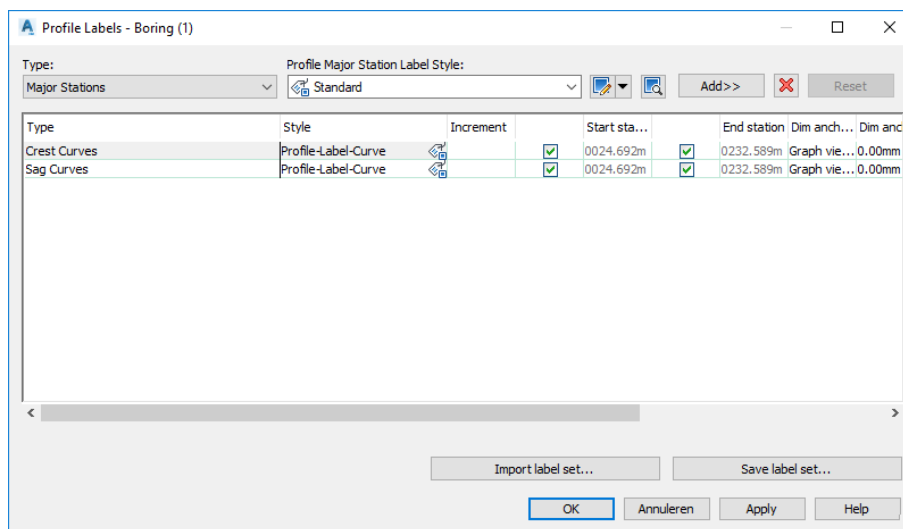 Profile Labels - Boring (1)
Type: Profile Major Station Label Style:
Major Stations Standard Add>> Reset
Type Style Increment Start sta... End station Dim anch... Dim anc
Crest Curves Profile-Label-Curve 0024.692m 0232.589m Graph vie... 0.00mm
Sag Curves Profile-Label-Curve 0024.692m 0232.589m Graph vie... 0.00mm
Import label set... Save label set...
OK Annuleren Apply Help